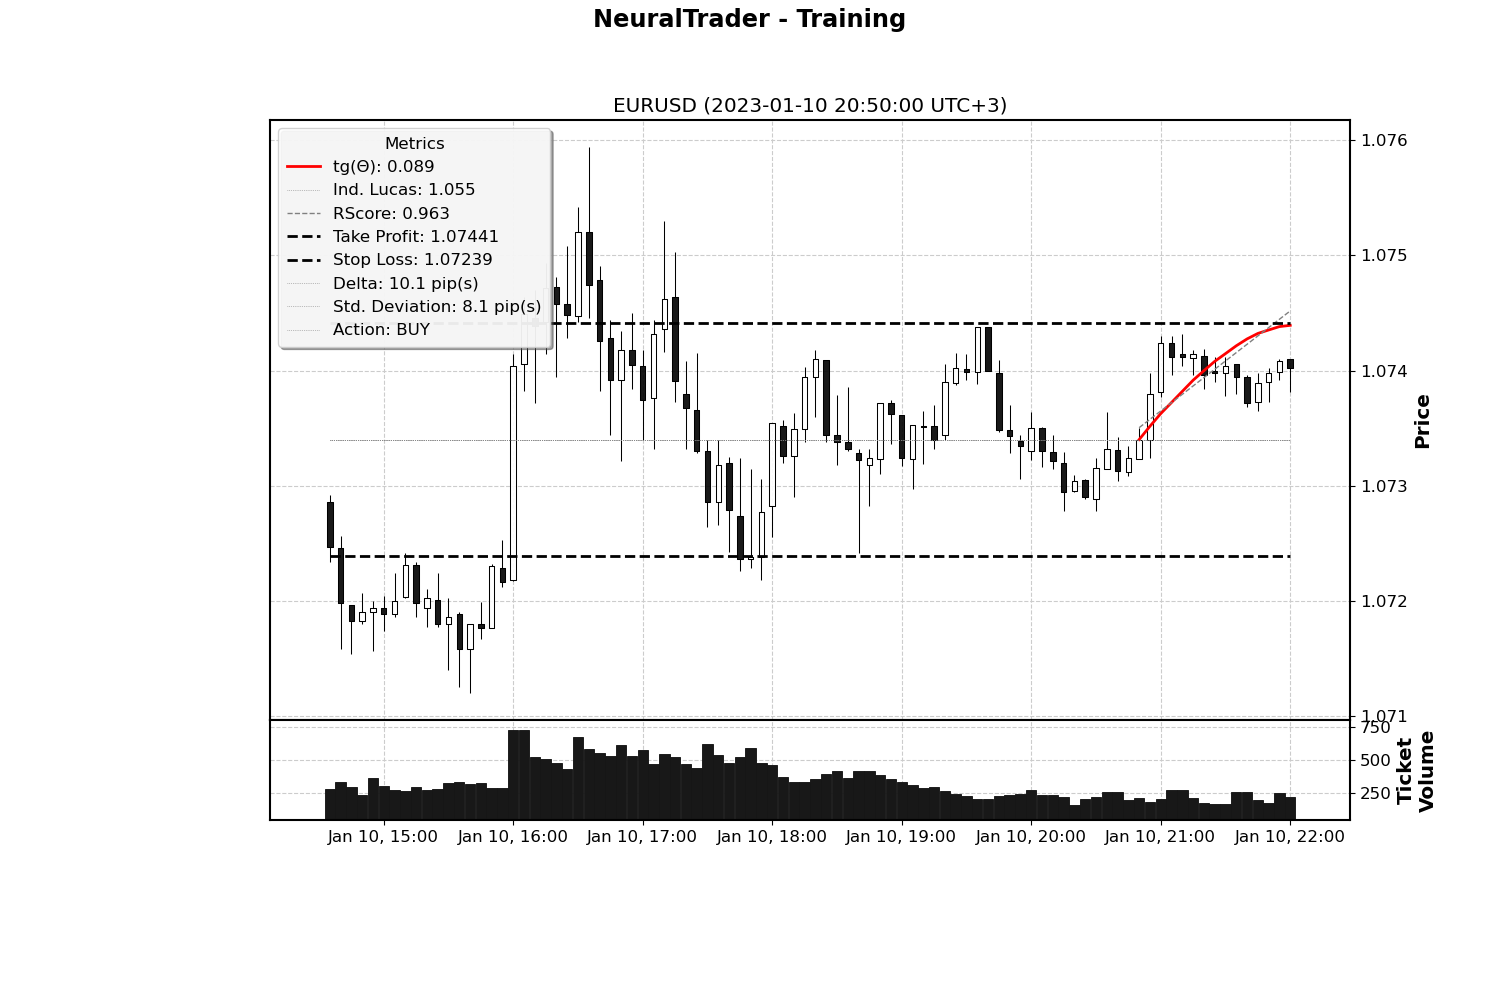 NeuralTrader - Training
EURUSD (2023-01-10 20:50:00 UTC+3)
Metrics
tg(Θ): 0.089
Ind. Lucas: 1.055
RScore: 0.963
Take Profit: 1.07441
Stop Loss: 1.07239
Delta: 10.1 pip(s)
Std. Deviation: 8.1 pip(s)
Action: BUY
1.076
1.075
1.074
1.073
1.072
1.071
Price
750
500
250
Ticket
Volume
Jan 10, 15:00
Jan 10, 16:00
Jan 10, 17:00
Jan 10, 18:00
Jan 10, 19:00
Jan 10, 20:00
Jan 10, 21:00
Jan 10, 22:00